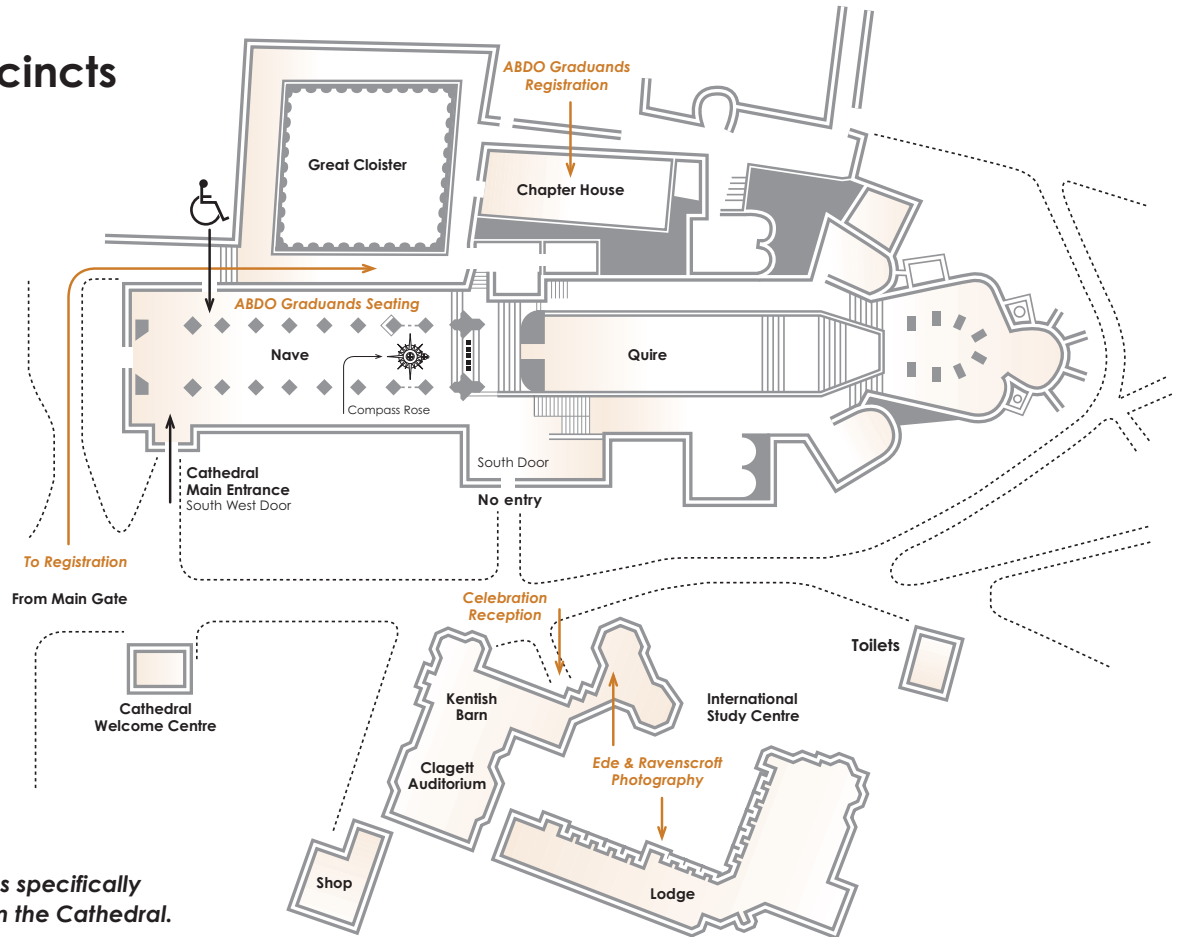 cincts
ABDO Graduands
Registration
Great Cloister
Chapter House
ABDO Graduands Seating
Nave
Quire
Compass Rose
South Door
Cathedral
Main Entrance
South West Door
No entry
To Registration
From Main Gate
Celebration
Reception
Toilets
Kentish
Barn
International
Study Centre
Cathedral
Welcome Centre
Clagett
Auditorium
Ede & Ravenscroft
Photography
Shop
Lodge
s specifically
n the Cathedral.